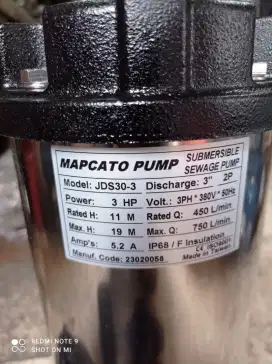 MAPCATO PUMP SUBMERSIBLE SEWAGE PUMP
Model: JDS30-3 Discharge: 3" 2P
Power: 3 HP Volt.: 3PH * 380V * 50Hz
Rated H: 11 M Rated Q: 450 L/min.
Max. H: 19 M Max. Q: 750 L/min.
Amp's: 5.2 A IP68 / F Insulation
Manuf. Code: 23020058 CE ISO9001
Made in Taiwan
REDMI NOTE 9
SHOT ON MI